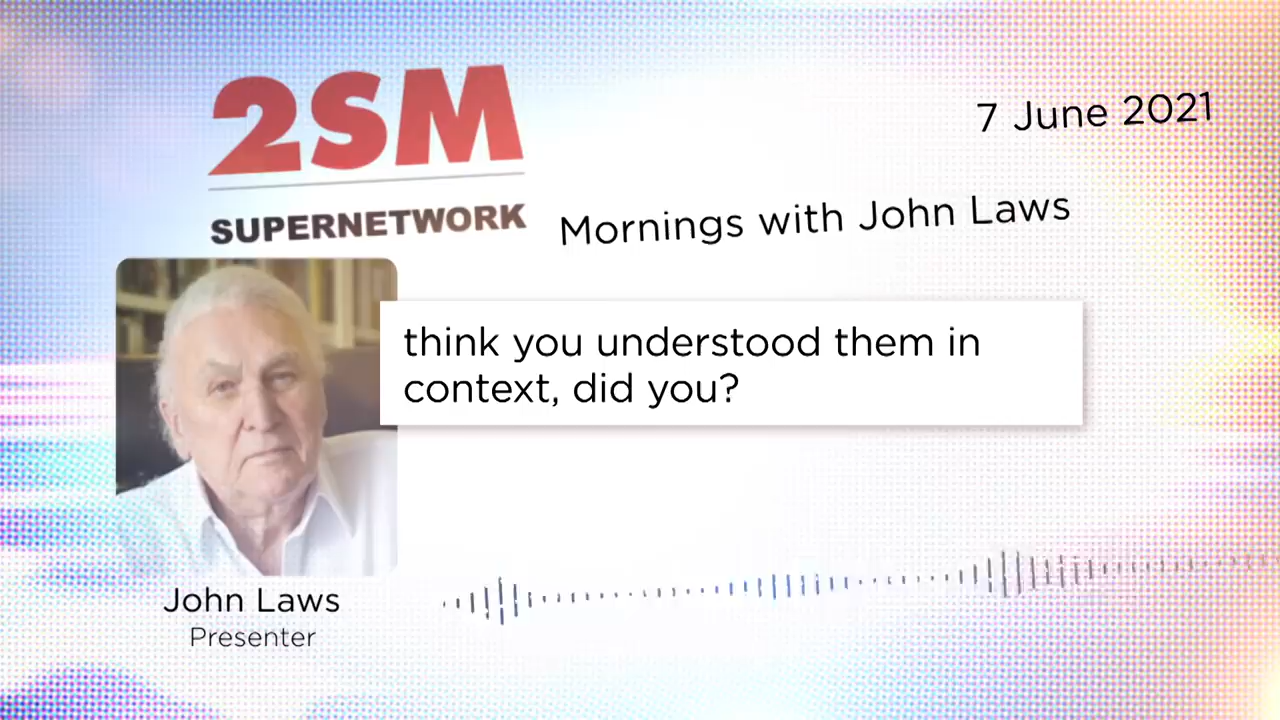 2SM
SUPERNETWORK
7 June 2021
Mornings with John Laws
think you understood them in
context, did you?
John Laws
Presenter